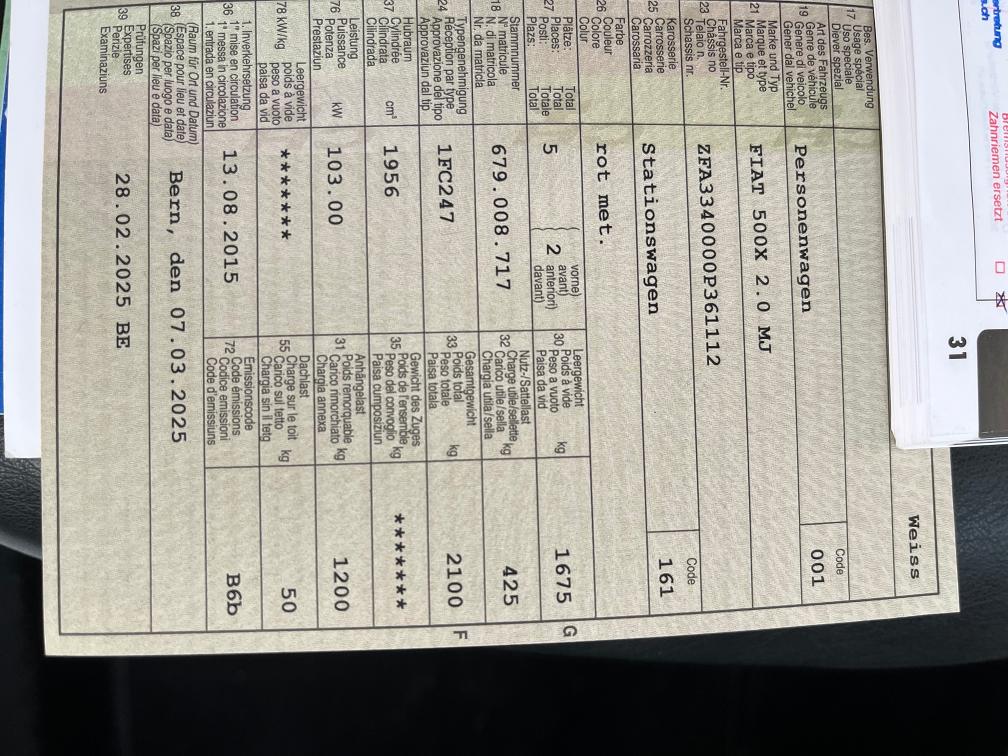 ertretung
s.ch
Zahnriemen ersetzt
31
Weiss
17
Bes. Verwendung
Usage spécial
Uso speciale
Diever spezial
19
Art des Fahrzeugs
Genre de véhicule
Genere di veicolo
Gener dal vehichel
Personenwagen
Code
001
21
Marke und Typ
Marque et type
Marca e tipo
Marca e tip
FIAT 500X 2.0 MJ
23
Fahrgestell-Nr.
Châssis no
Telaio n.
Schassis nr.
ZFA3340000P361112
25
Karosserie
Carrosserie
Carozzeria
Carossaria
Stationswagen
Code
161
26
Farbe
Couleur
Colore
Colur
rot met.
27
Plätze: Total
Places: Total
Posti: Totale
Plazs: Total
5
2
vorne)
avant)
anteriori)
davant)
30
Leergewicht
Poids à vide
Peso a vuoto kg
Paisa da vid
1675
G
18
Stammnummer
N° matricule
N. di matricola
Nr. da matricla
679.008.717
32
Nutz-/Sattellast
Charge utile/sellette kg
Carico utile / sella
Chargia utila/sella
425
24
Typengenehmigung
Réception par type
Approvazione del tipo
Approvaziun dal tip
1FC247
33
Gesamtgewicht
Poids total
Peso totale kg
Paisa totala
2100
F
37
Hubraum
Cylindrée cm³
Cilindrata
Cilindrada
1956
35
Gewicht des Zuges
Poids de l'ensemble kg
Peso del convoglio
Paisa cumposiziun
*******
76
Leistung
Puissance kW
Potenza
Prestaziun
103.00
31
Anhängelast
Poids remorquable kg
Carico rimorchiato
Chargia annexa
1200
78 kW/kg
Leergewicht
poids à vide
peso a vuoto
paisa da vid
*******
55
Dachlast
Charge sur le toit kg
Carico sul tetto
Chargia sin il tetg
50
36
1. Inverkehrsetzung
1re mise en circulation
1a messa in circolazione
1. entrada en circulaziun
13.08.2015
72
Emissionscode
Code émissions
Codice emissioni
Code d'emissiuns
B6b
38
(Raum für Ort und Datum)
(Espace pour lieu et date)
(Spazio per luogo e data)
(Spazi per lieu e data)
Bern, den 07.03.2025
39
Prüfungen
Expertises
Perizie
Examinaziuns
28.02.2025 BE